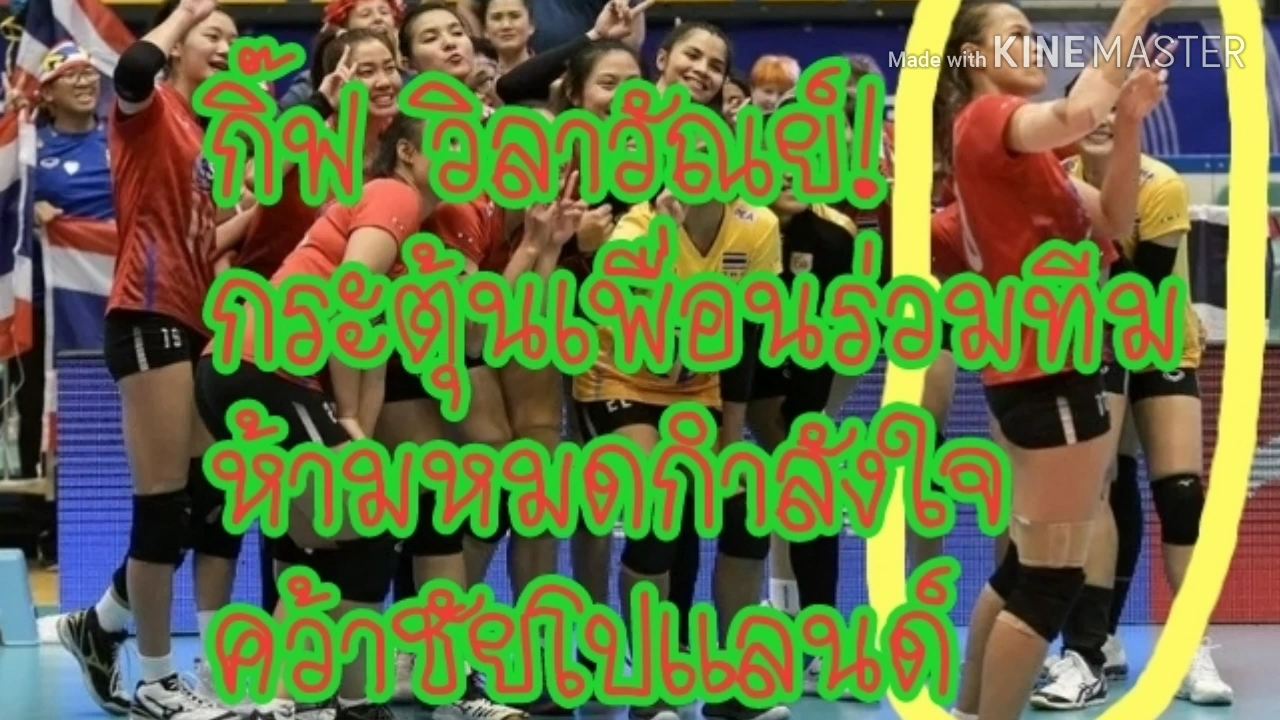 Made with KINEMASTER
กิ๊ฟ วิลาวัณย์!
กระตุ้นเพื่อนร่วมทีม
ห้ามหมดกำลังใจ
คว้าชัยโปแลนด์
15